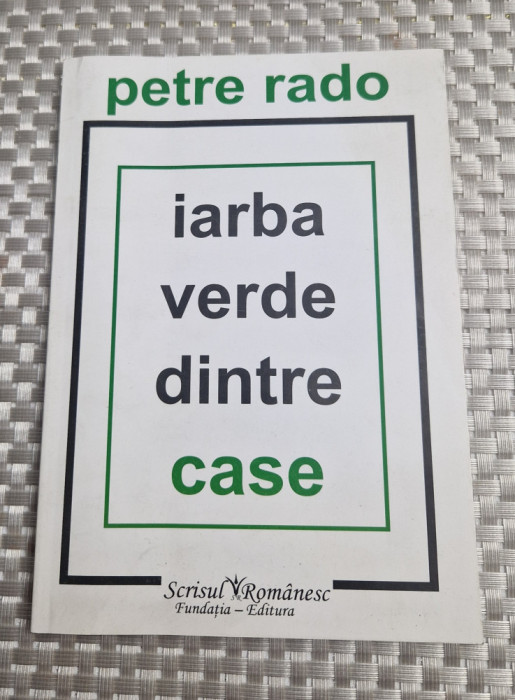 petre rado
iarba
verde
dintre
case
Scrisul Românesc
Fundația – Editura